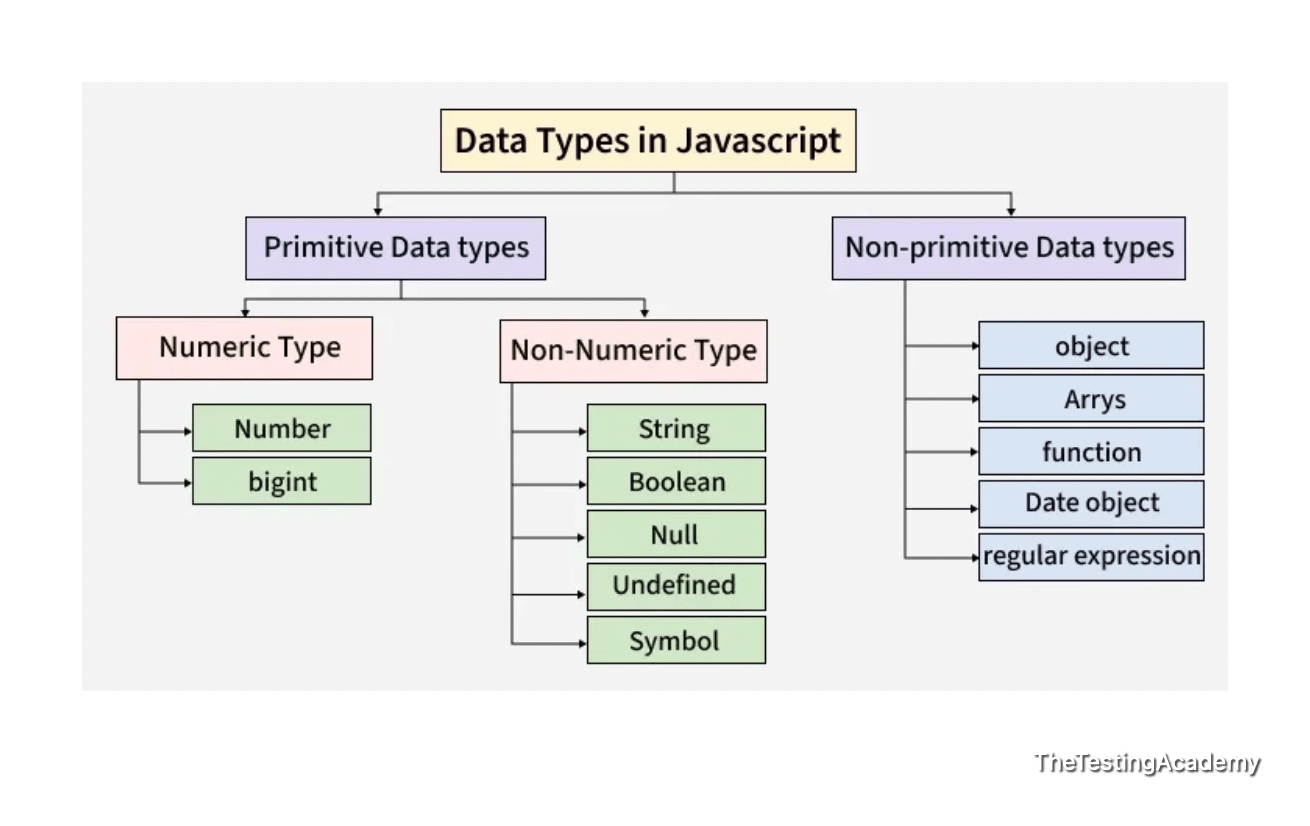 Data Types in Javascript
Primitive Data types
Non-primitive Data types
Numeric Type
Non-Numeric Type
Number
bigint
String
Boolean
Null
Undefined
Symbol
object
Arrys
function
Date object
regular expression
TheTestingAcademy